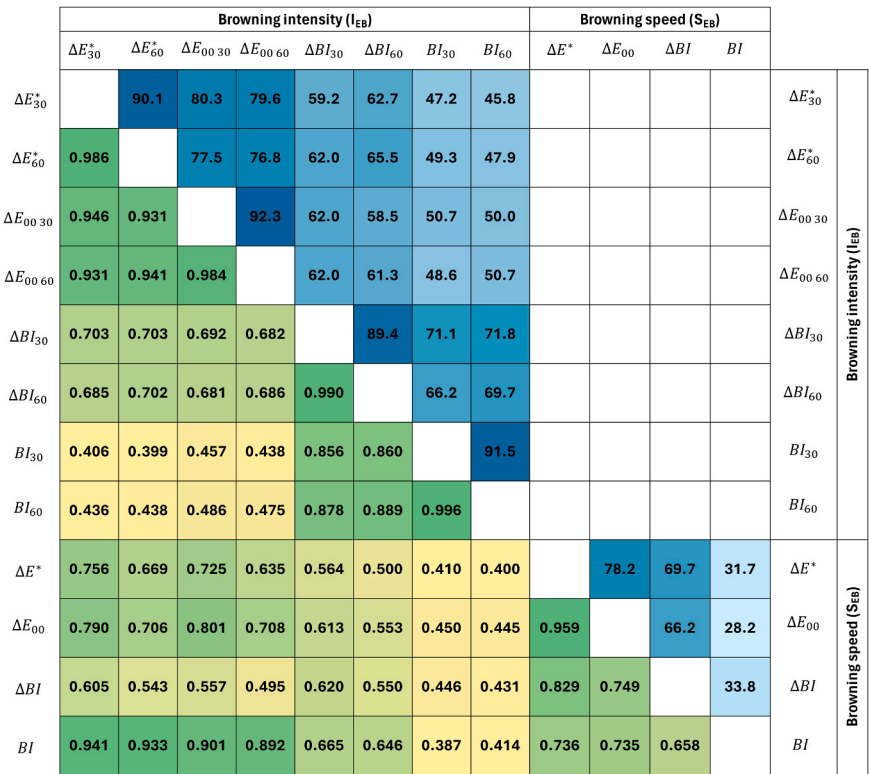 Browning intensity (I_EB) Browning speed (S_EB)
ΔE*30 ΔE*60 ΔE00 30 ΔE00 60 ΔBI30 ΔBI60 BI30 BI60 ΔE* ΔE00 ΔBI BI
ΔE*30 90.1 80.3 79.6 59.2 62.7 47.2 45.8 ΔE*30
ΔE*60 0.986 77.5 76.8 62.0 65.5 49.3 47.9 ΔE*60
ΔE00 30 0.946 0.931 92.3 62.0 58.5 50.7 50.0 ΔE00 30
ΔE00 60 0.931 0.941 0.984 62.0 61.3 48.6 50.7 ΔE00 60
ΔBI30 0.703 0.703 0.692 0.682 89.4 71.1 71.8 ΔBI30
ΔBI60 0.685 0.702 0.681 0.686 0.990 66.2 69.7 ΔBI60
BI30 0.406 0.399 0.457 0.438 0.856 0.860 91.5 BI30
BI60 0.436 0.438 0.486 0.475 0.878 0.889 0.996 BI60
Browning intensity (I_EB)
ΔE* 0.756 0.669 0.725 0.635 0.564 0.500 0.410 0.400 78.2 69.7 31.7 ΔE*
ΔE00 0.790 0.706 0.801 0.708 0.613 0.553 0.450 0.445 0.959 66.2 28.2 ΔE00
ΔBI 0.605 0.543 0.557 0.495 0.620 0.550 0.446 0.431 0.829 0.749 33.8 ΔBI
BI 0.941 0.933 0.901 0.892 0.665 0.646 0.387 0.414 0.736 0.735 0.658 BI
Browning speed (S_EB)